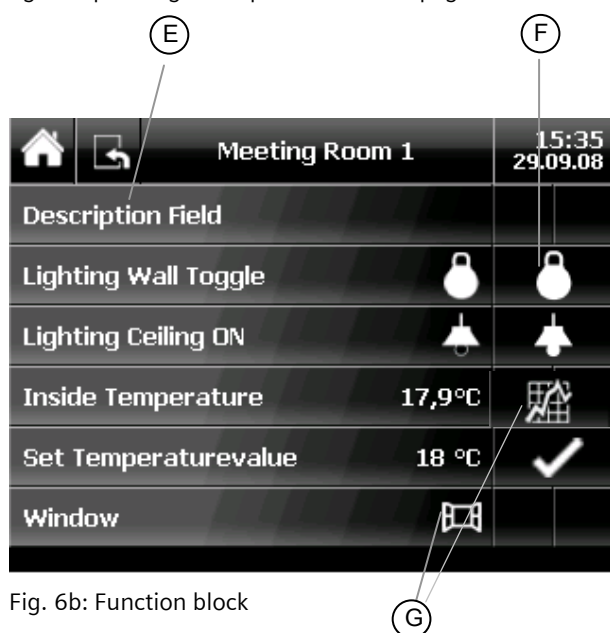 E
F
Meeting Room 1
15:35
29.09.08
Description Field
Lighting Wall Toggle
Lighting Ceiling ON
Inside Temperature 17,9°C
Set Temperaturevalue 18 °C
Window
Fig. 6b: Function block
G